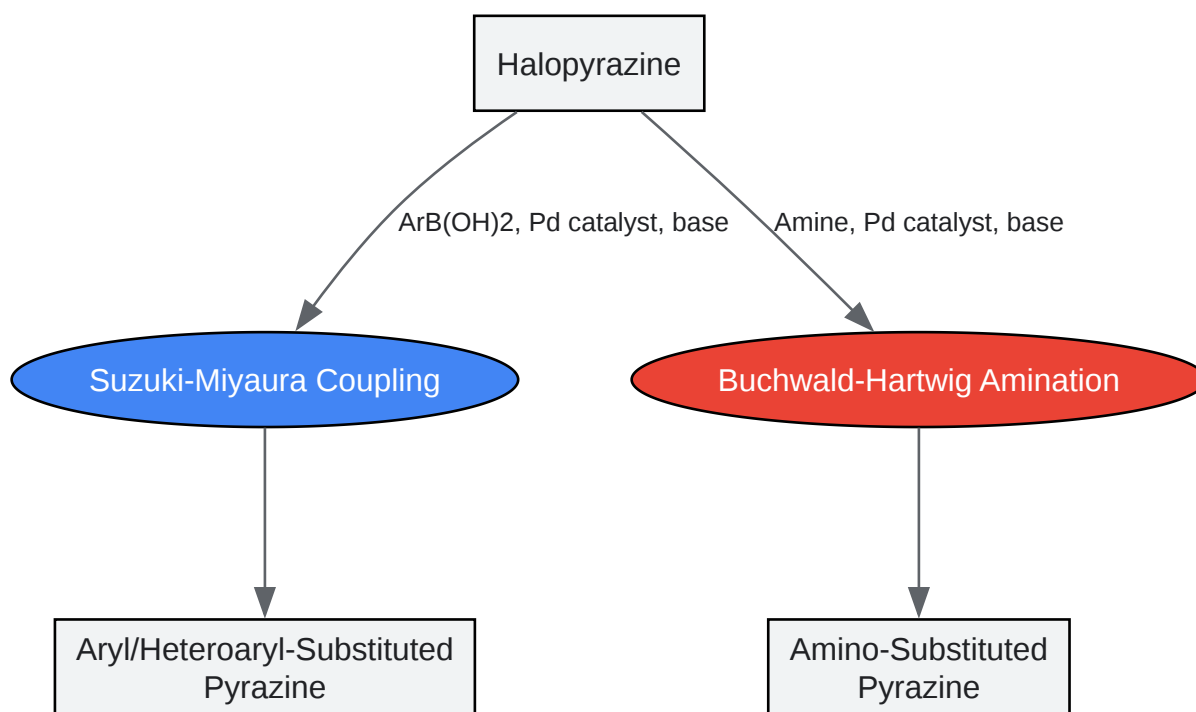 Halopyrazine
ArB(OH)2, Pd catalyst, base
Amine, Pd catalyst, base
Suzuki-Miyaura Coupling
Buchwald-Hartwig Amination
Aryl/Heteroaryl-Substituted
Pyrazine
Amino-Substituted
Pyrazine